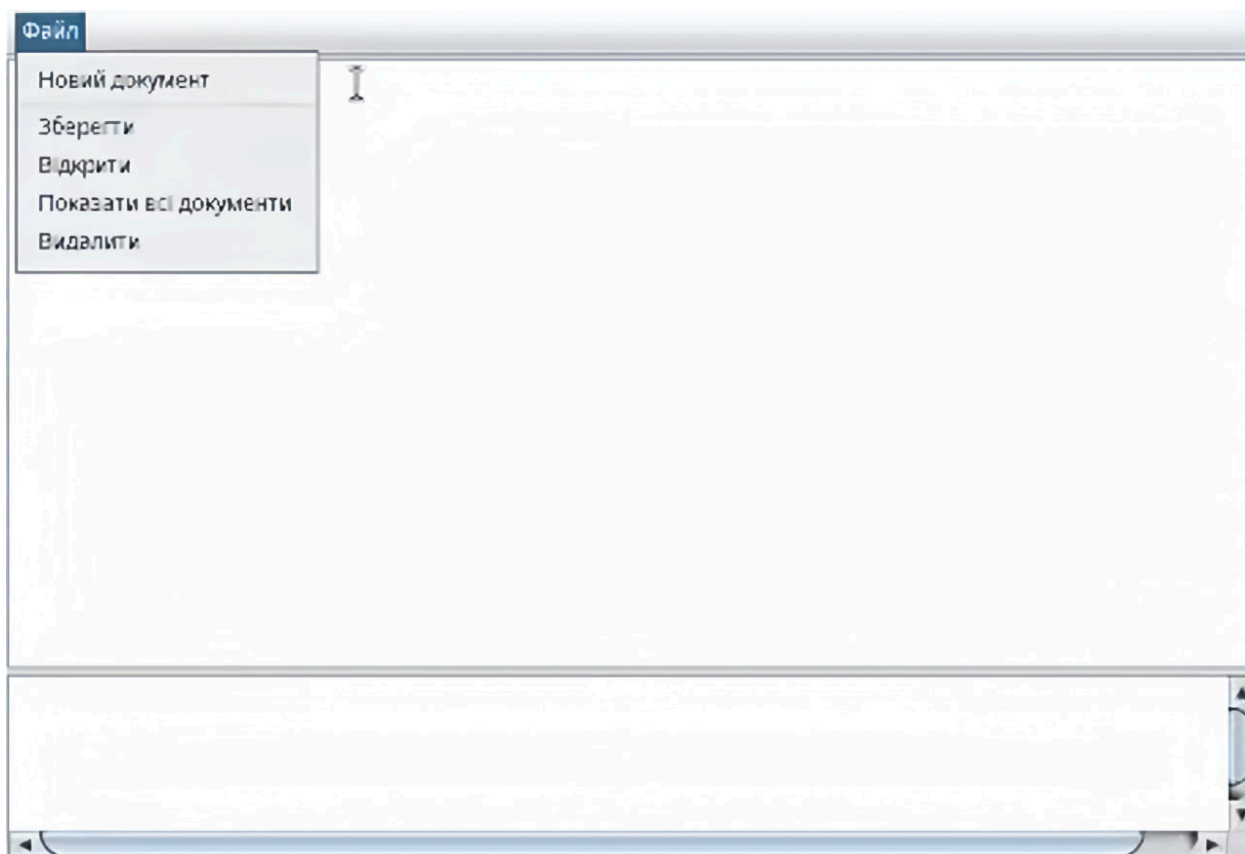 Файл
Новий документ
Зберегти
Відкрити
Показати всі документи
Видалити